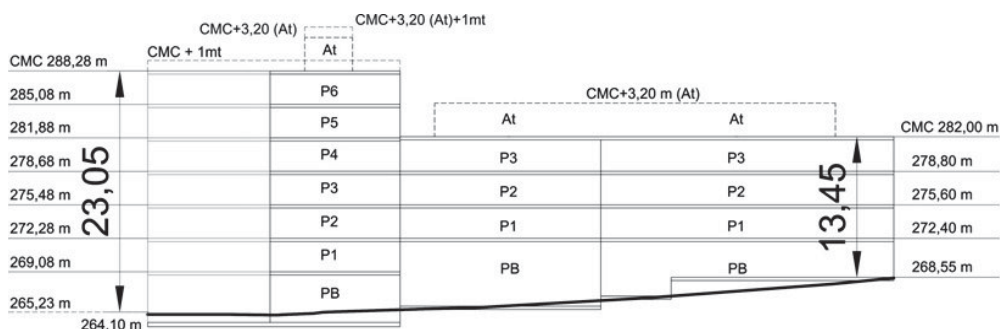 CMC+3,20 (At)+1mt
CMC+3,20 (At)
CMC + 1mt
At
CMC 288,28 m
285,08 m
281,88 m
278,68 m
275,48 m
272,28 m
269,08 m
265,23 m
264,10 m
23,05
P6
P5
P4
P3
P2
P1
PB
CMC+3,20 m (At)
At
At
P3
P3
P2
P2
P1
P1
PB
PB
13,45
CMC 282,00 m
278,80 m
275,60 m
272,40 m
268,55 m